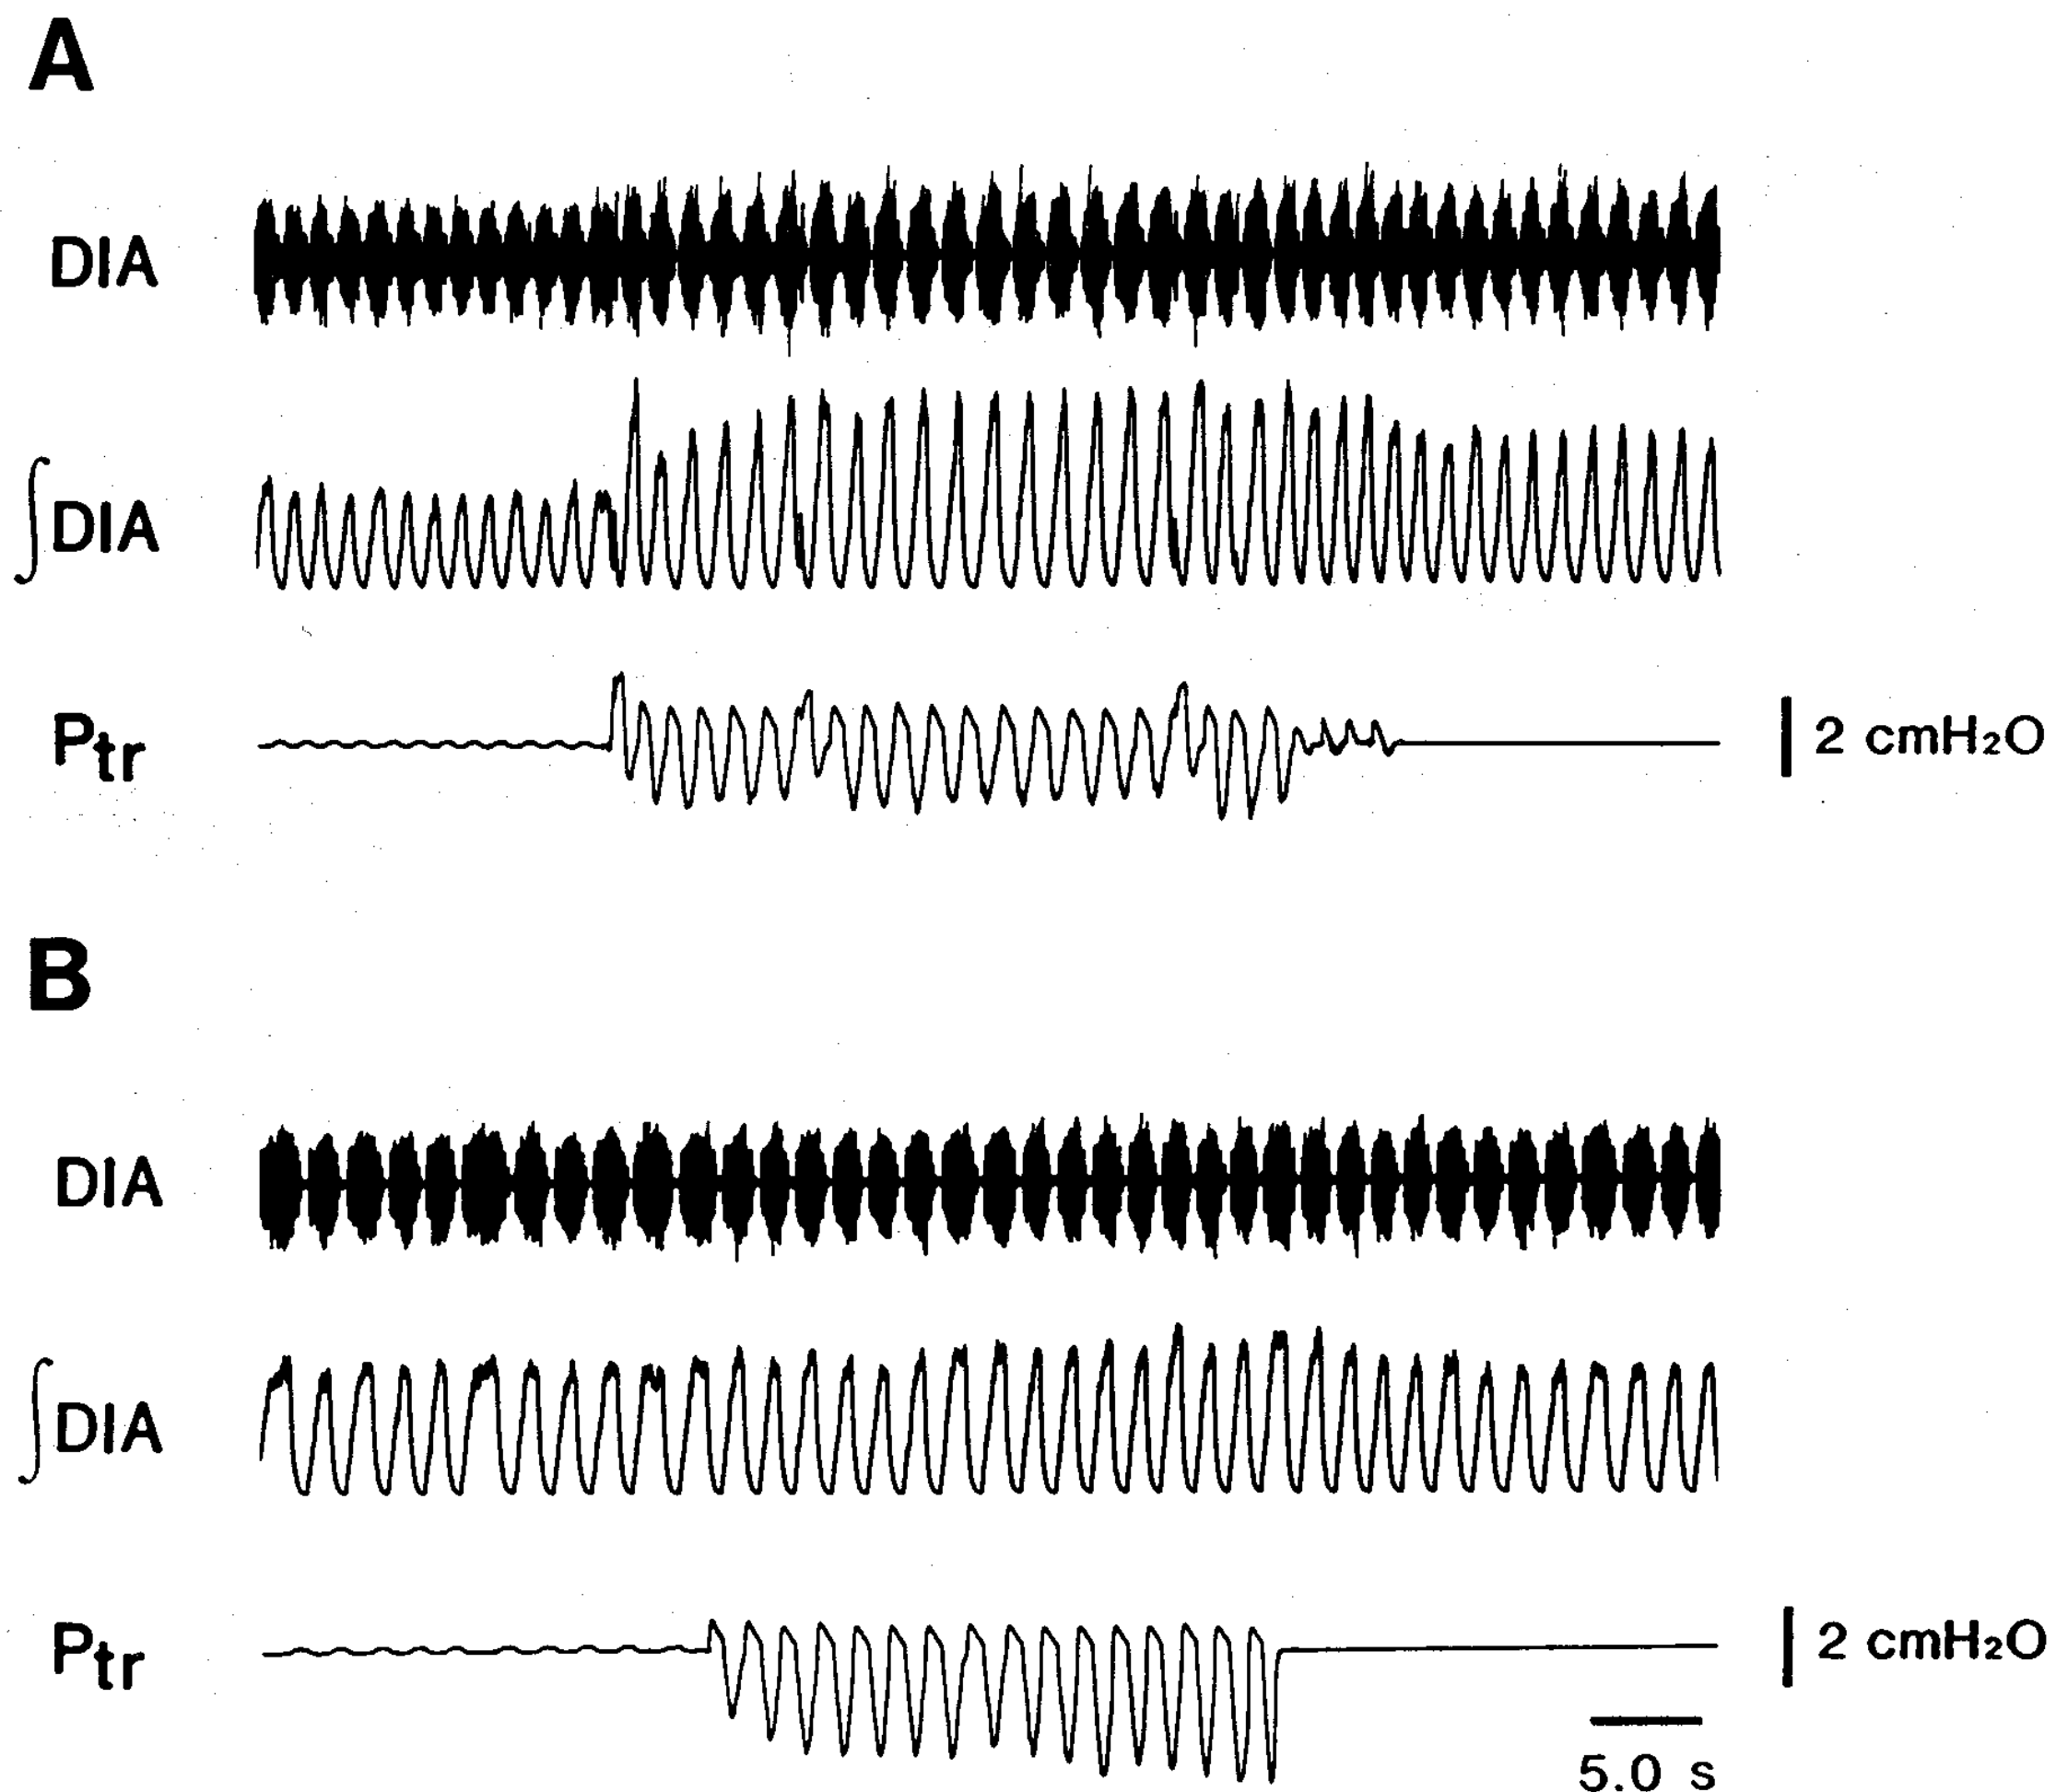 A
DIA
∫DIA
Ptr 2 cmH₂O
B
DIA
∫DIA
Ptr 2 cmH₂O
5.0 s